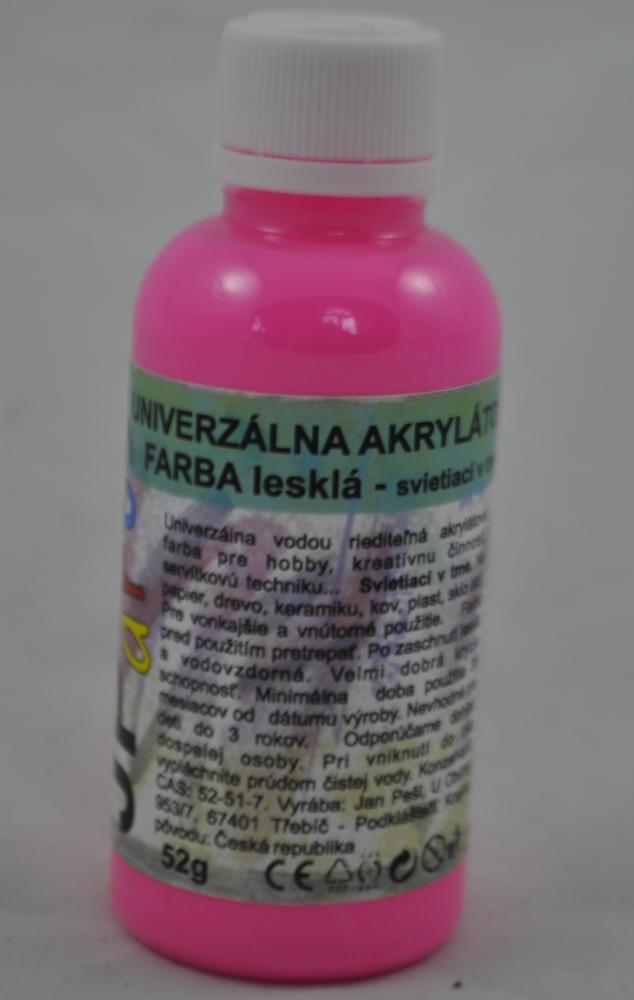 UNIVERZÁLNA AKRYLÁTO
FARBA lesklá - svietiaci v
Univerzálna vodou riediteľná akrylátová
farba pre hobby, kreatívnu činnosť,
servítkovú techniku... Svietiaci v tme.
papier, drevo, keramiku, kov, plast, sklo
Pre vonkajšie a vnútorné použitie.
pred použitím pretrepať. Po zaschnutí
a vodovzdorná. Velmi dobrá
schopnosť. Minimálna doba
mesiacov od dátumu výroby. Nevhodné
detí do 3 rokov. Odporúčame
dospelej osoby. Pri vniknutí do
vypláchnite prúdom čistej vody.
CAS: 52-51-7. Vyrába: Jan Pešl, U
953/7, 67401 Třebíč - Podklášteří.
pôvodu: Česká republika
52g CE